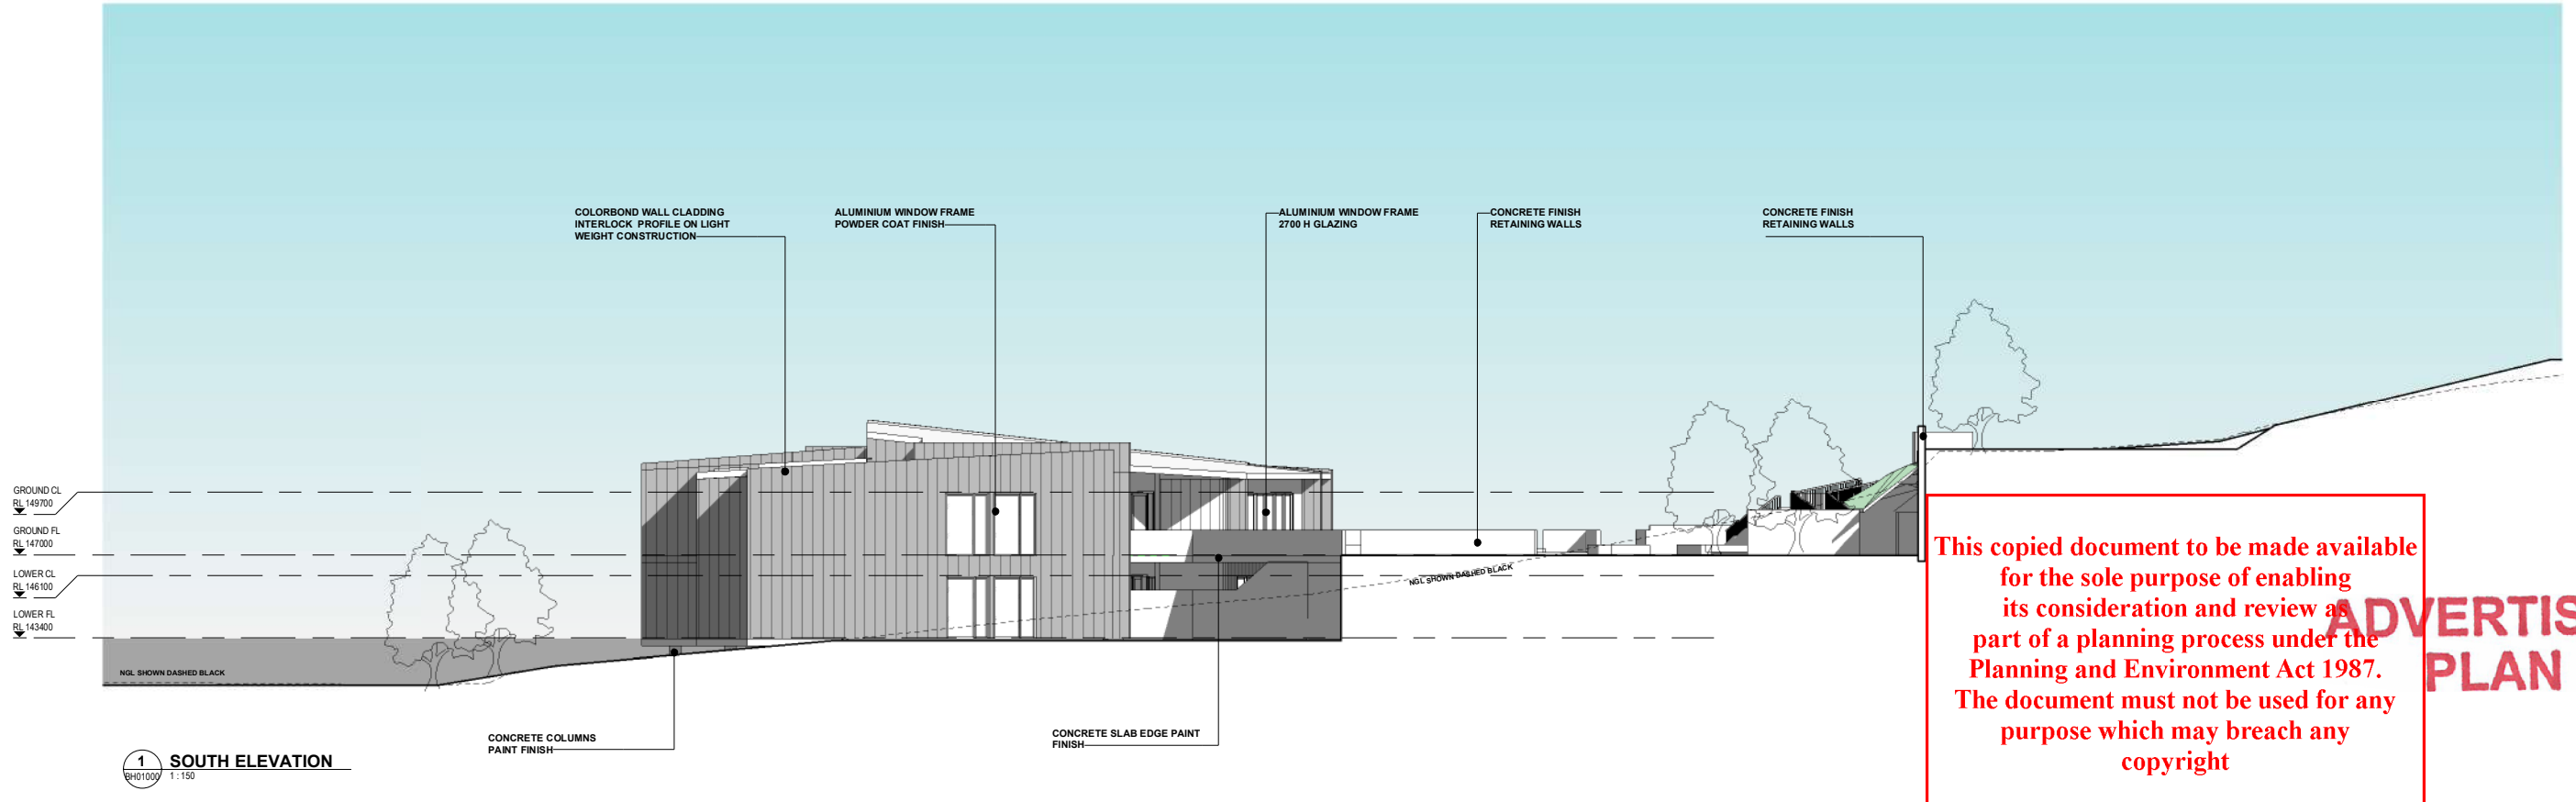 COLORBOND WALL CLADDING
INTERLOCK PROFILE ON LIGHT
WEIGHT CONSTRUCTION
ALUMINIUM WINDOW FRAME
POWDER COAT FINISH
ALUMINIUM WINDOW FRAME
2700 H GLAZING
CONCRETE FINISH
RETAINING WALLS
CONCRETE FINISH
RETAINING WALLS
GROUND CL
RL 149700
GROUND FL
RL 147000
LOWER CL
RL 146100
LOWER FL
RL 143400
NGL SHOWN DASHED BLACK
NGL SHOWN DASHED BLACK
CONCRETE COLUMNS
PAINT FINISH
CONCRETE SLAB EDGE PAINT
FINISH
This copied document to be made available
for the sole purpose of enabling
its consideration and review as
part of a planning process under the
Planning and Environment Act 1987.
The document must not be used for any
purpose which may breach any
copyright
ADVERTIS
PLAN
1
BH01000
SOUTH ELEVATION
1 : 150